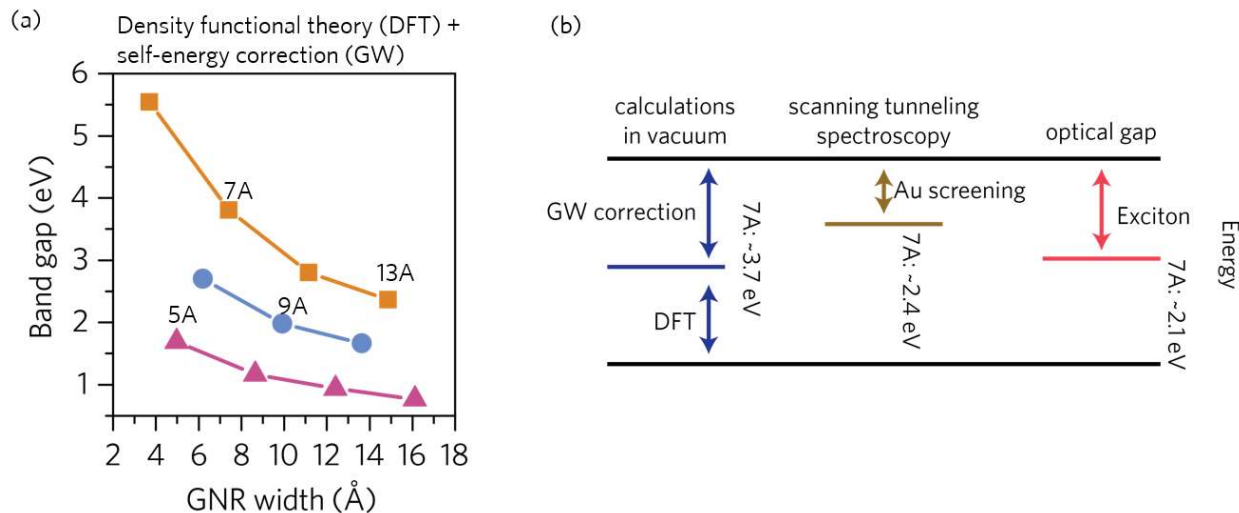 (a)
Density functional theory (DFT) +
self-energy correction (GW)
6
5
4
3
2
1
Band gap (eV)
7A
13A
9A
5A
2 4 6 8 10 12 14 16 18
GNR width (Å)
(b)
calculations
in vacuum
scanning tunneling
spectroscopy
optical gap
GW correction
DFT
7A: ~3.7 eV
Au screening
7A: ~2.4 eV
Exciton
7A: ~2.1 eV
Energy